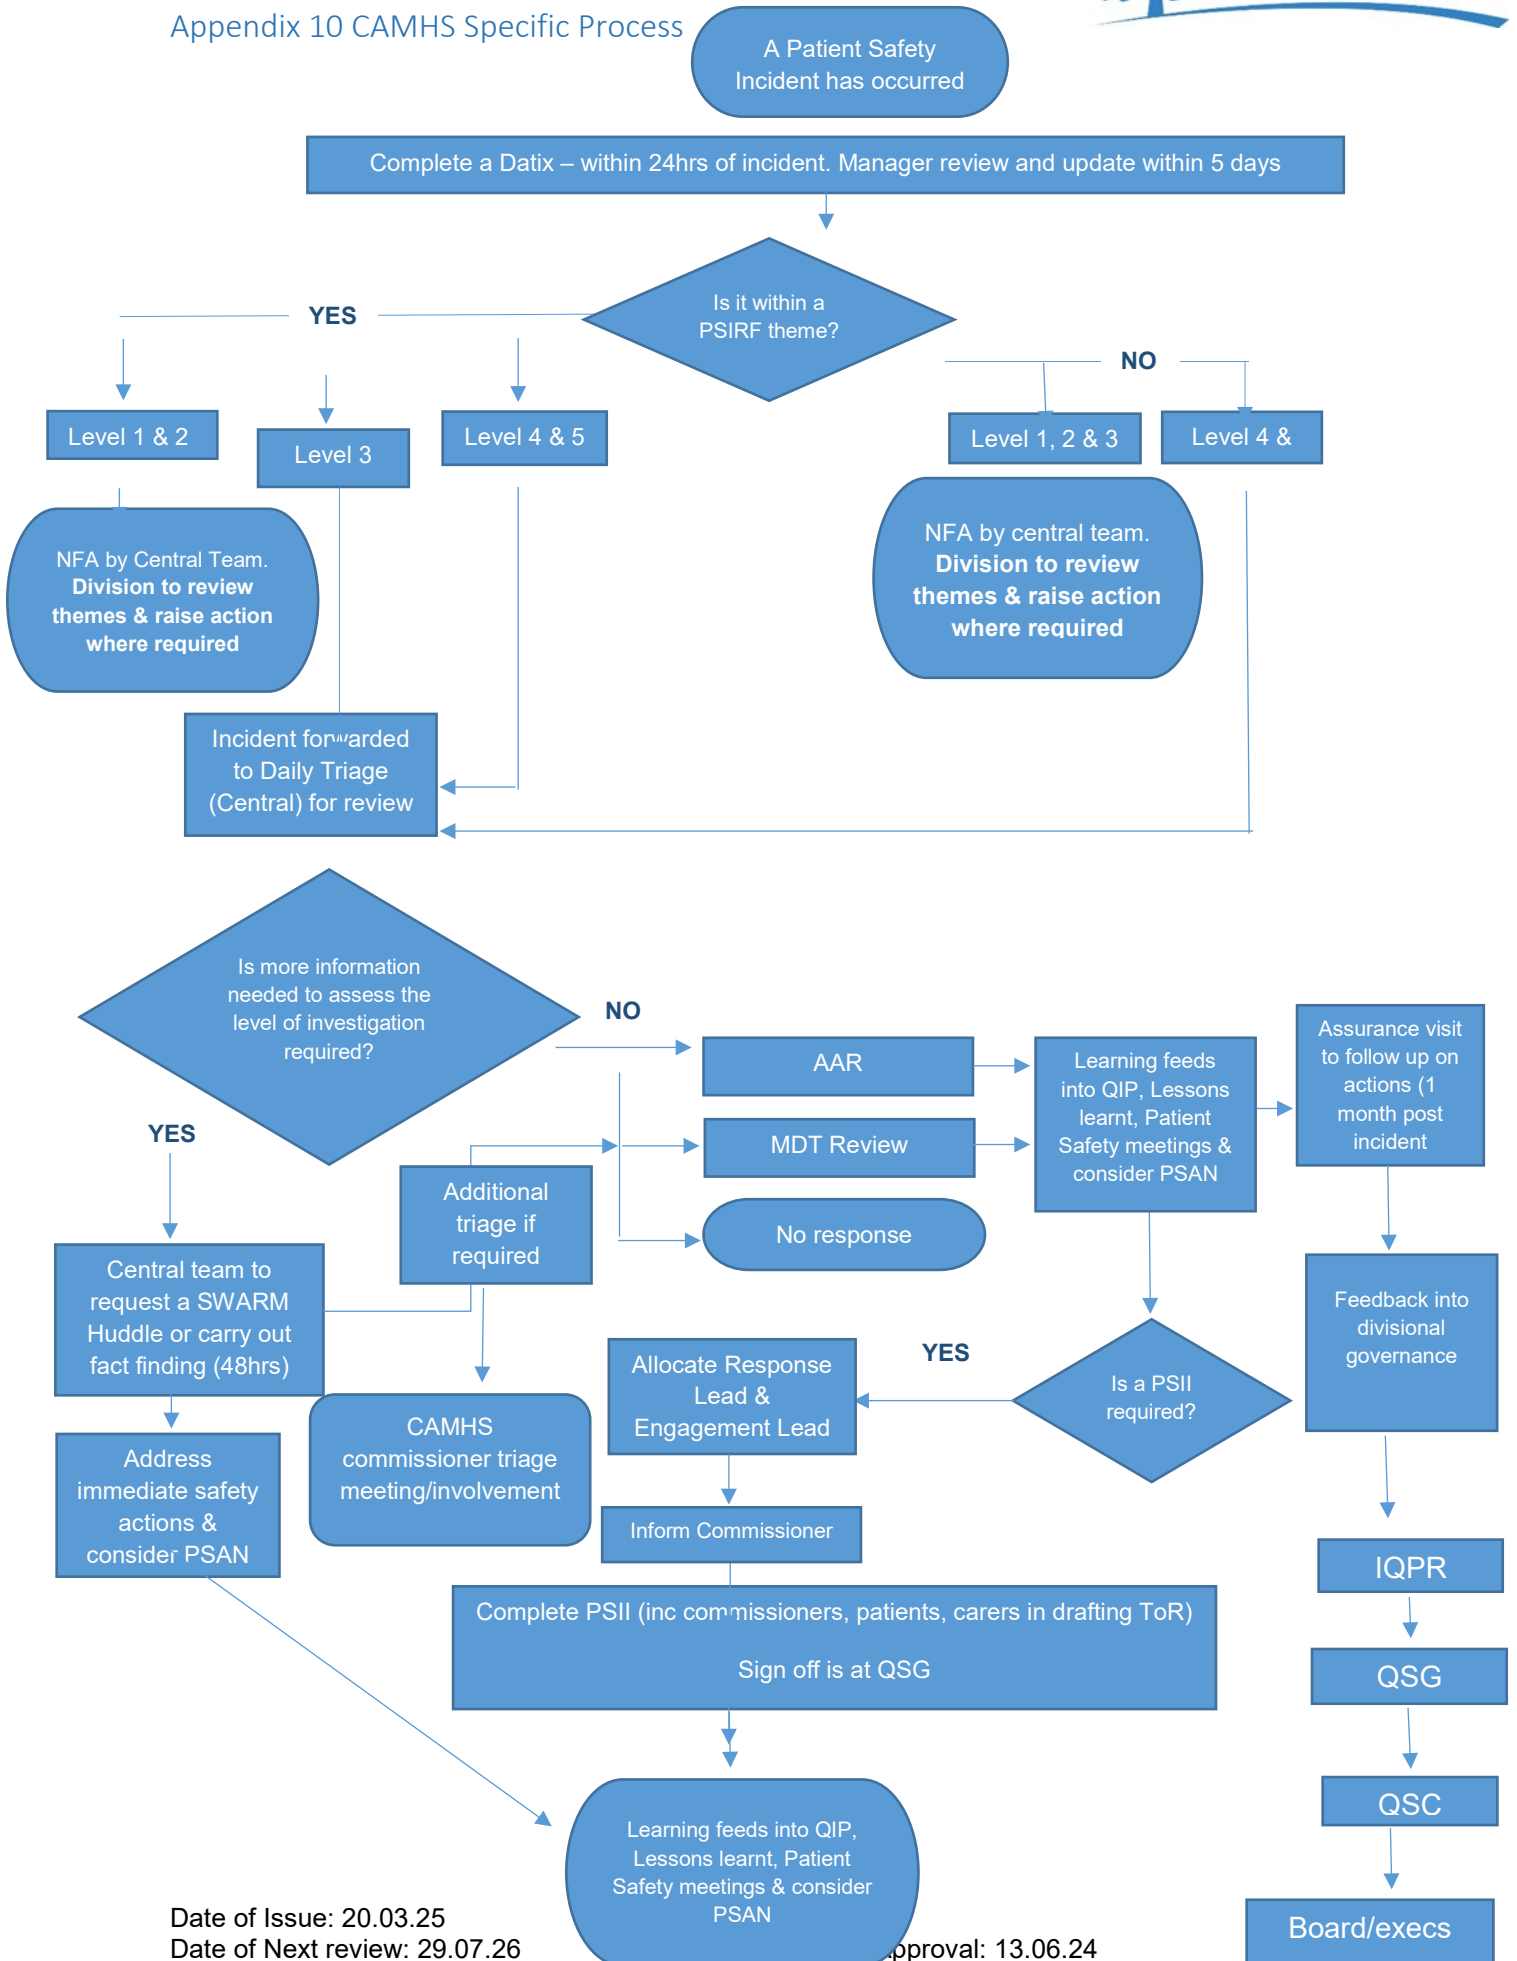 Appendix 10 CAMHS Specific Process
A Patient Safety
Incident has occurred
Complete a Datix – within 24hrs of incident. Manager review and update within 5 days
Is it within a
PSIRF theme?
YES
NO
Level 1 & 2
Level 3
Level 4 & 5
Level 1, 2 & 3
Level 4 &
NFA by Central Team.
Division to review
themes & raise action
where required
NFA by central team.
Division to review
themes & raise action
where required
Incident forwarded
to Daily Triage
(Central) for review
Is more information
needed to assess the
level of investigation
required?
NO
YES
AAR
MDT Review
No response
Learning feeds
into QIP, Lessons
learnt, Patient
Safety meetings &
consider PSAN
Assurance visit
to follow up on
actions (1
month post
incident
Additional
triage if
required
Central team to
request a SWARM
Huddle or carry out
fact finding (48hrs)
Feedback into
divisional
governance
Allocate Response
Lead &
Engagement Lead
YES
Is a PSII
required?
CAMHS
commissioner triage
meeting/involvement
Address
immediate safety
actions &
consider PSAN
Inform Commissioner
IQPR
Complete PSII (inc commissioners, patients, carers in drafting ToR)
Sign off is at QSG
QSG
QSC
Learning feeds into QIP,
Lessons learnt, Patient
Safety meetings & consider
PSAN
Board/execs
Date of Issue: 20.03.25
Date of Next review: 29.07.26
pproval: 13.06.24